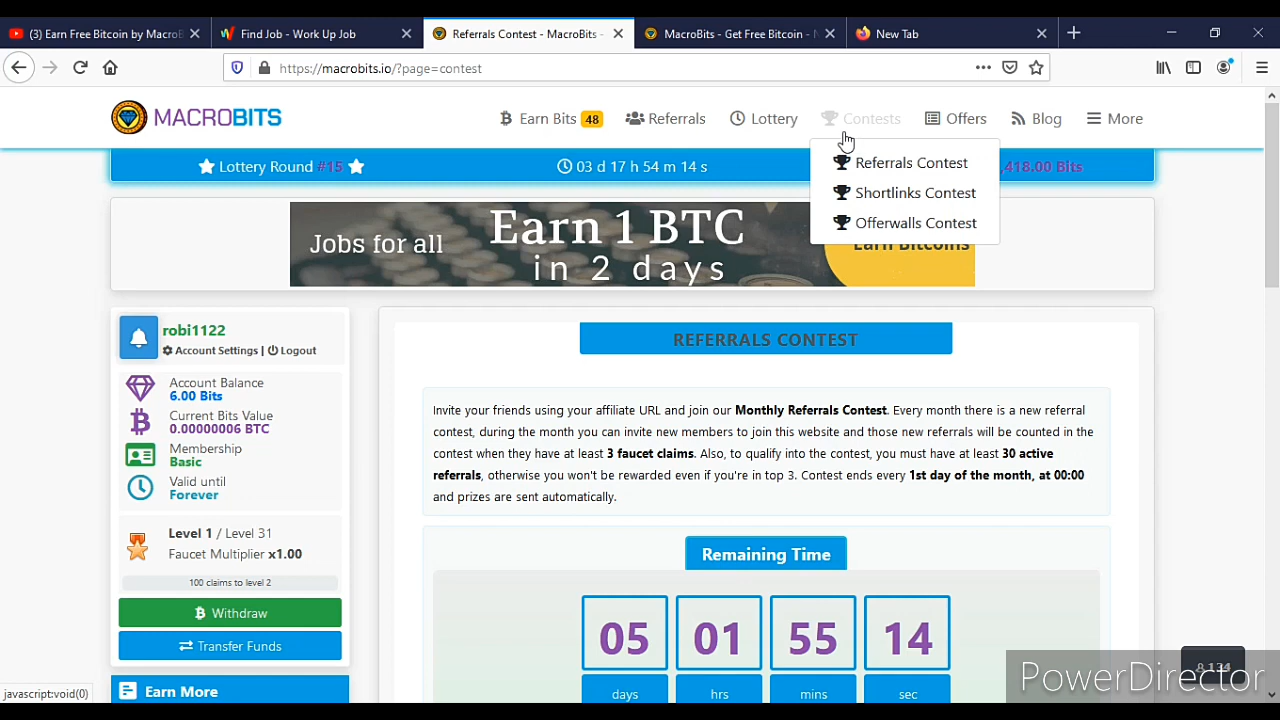 (3) Earn Free Bitcoin by MacroB
Find Job - Work Up Job
Referrals Contest - MacroBits -
MacroBits - Get Free Bitcoin -
New Tab
https://macrobits.io/?page=contest
MACROBITS
Earn Bits 48
Referrals
Lottery
Contests
Offers
Blog
More
Referrals Contest
Shortlinks Contest
Offerwalls Contest
Lottery Round #15
03 d 17 h 54 m 14 s
,418.00 Bits
Jobs for all
Earn 1 BTC
in 2 days
Earn Bitcoins
robi1122
Account Settings | Logout
Account Balance
6.00 Bits
Current Bits Value
0.00000006 BTC
Membership
Basic
Valid until
Forever
Level 1 / Level 31
Faucet Multiplier x1.00
100 claims to level 2
Withdraw
Transfer Funds
Earn More
REFERRALS CONTEST
Invite your friends using your affiliate URL and join our Monthly Referrals Contest. Every month there is a new referral
contest, during the month you can invite new members to join this website and those new referrals will be counted in the
contest when they have at least 3 faucet claims. Also, to qualify into the contest, you must have at least 30 active
referrals, otherwise you won't be rewarded even if you're in top 3. Contest ends every 1st day of the month, at 00:00
and prizes are sent automatically.
Remaining Time
05 01 55 14
days hrs mins sec
javascript:void(0)
PowerDirector